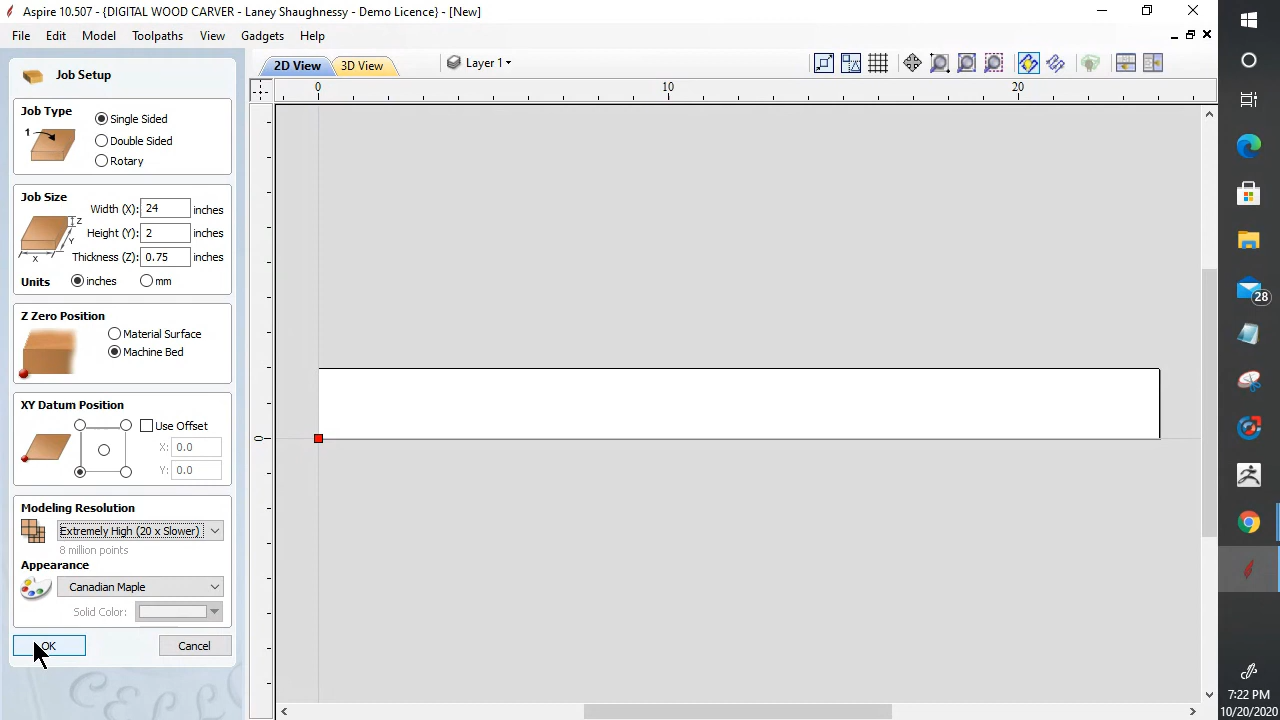 Aspire 10.507 - {DIGITAL WOOD CARVER - Laney Shaughnessy - Demo Licence} - [New]
File Edit Model Toolpaths View Gadgets Help
Job Setup
2D View 3D View Layer 1
0 10 20
Job Type
Single Sided
1
Double Sided
Rotary
Job Size
Width (X): 24 inches
Z
Y
X
Height (Y): 2 inches
Thickness (Z): 0.75 inches
Units inches mm
Z Zero Position
Material Surface
Machine Bed
XY Datum Position
Use Offset
X: 0.0
Y: 0.0
0
Modeling Resolution
Extremely High (20 x Slower)
8 million points
Appearance
Canadian Maple
Solid Color:
OK Cancel
28
7:22 PM
10/20/2020